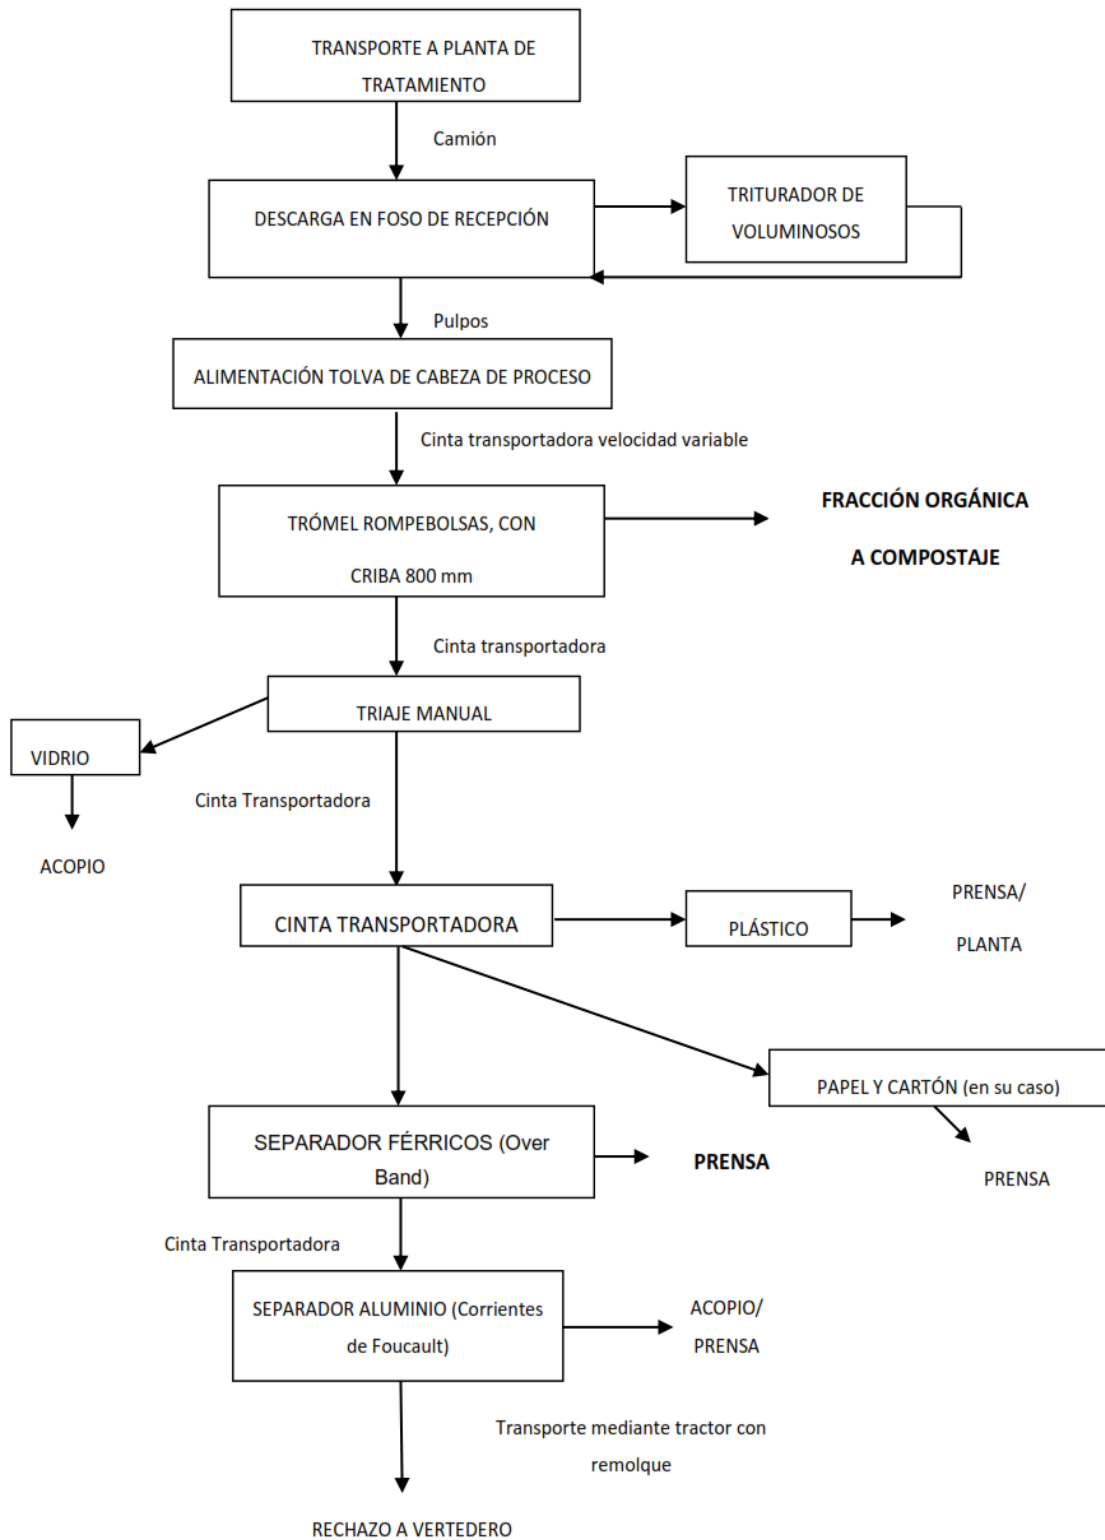 TRANSPORTE A PLANTA DE
TRATAMIENTO
Camión
DESCARGA EN FOSO DE RECEPCIÓN
TRITURADOR DE
VOLUMINOSOS
Pulpos
ALIMENTACIÓN TOLVA DE CABEZA DE PROCESO
Cinta transportadora velocidad variable
TRÓMEL ROMPEBOLSAS, CON
CRIBA 800 mm
FRACCIÓN ORGÁNICA
A COMPOSTAJE
Cinta transportadora
TRIAJE MANUAL
VIDRIO
Cinta Transportadora
ACOPIO
CINTA TRANSPORTADORA
PLÁSTICO
PRENSA/
PLANTA
PAPEL Y CARTÓN (en su caso)
PRENSA
SEPARADOR FÉRRICOS (Over
Band)
PRENSA
Cinta Transportadora
SEPARADOR ALUMINIO (Corrientes
de Foucault)
ACOPIO/
PRENSA
Transporte mediante tractor con
remolque
RECHAZO A VERTEDERO